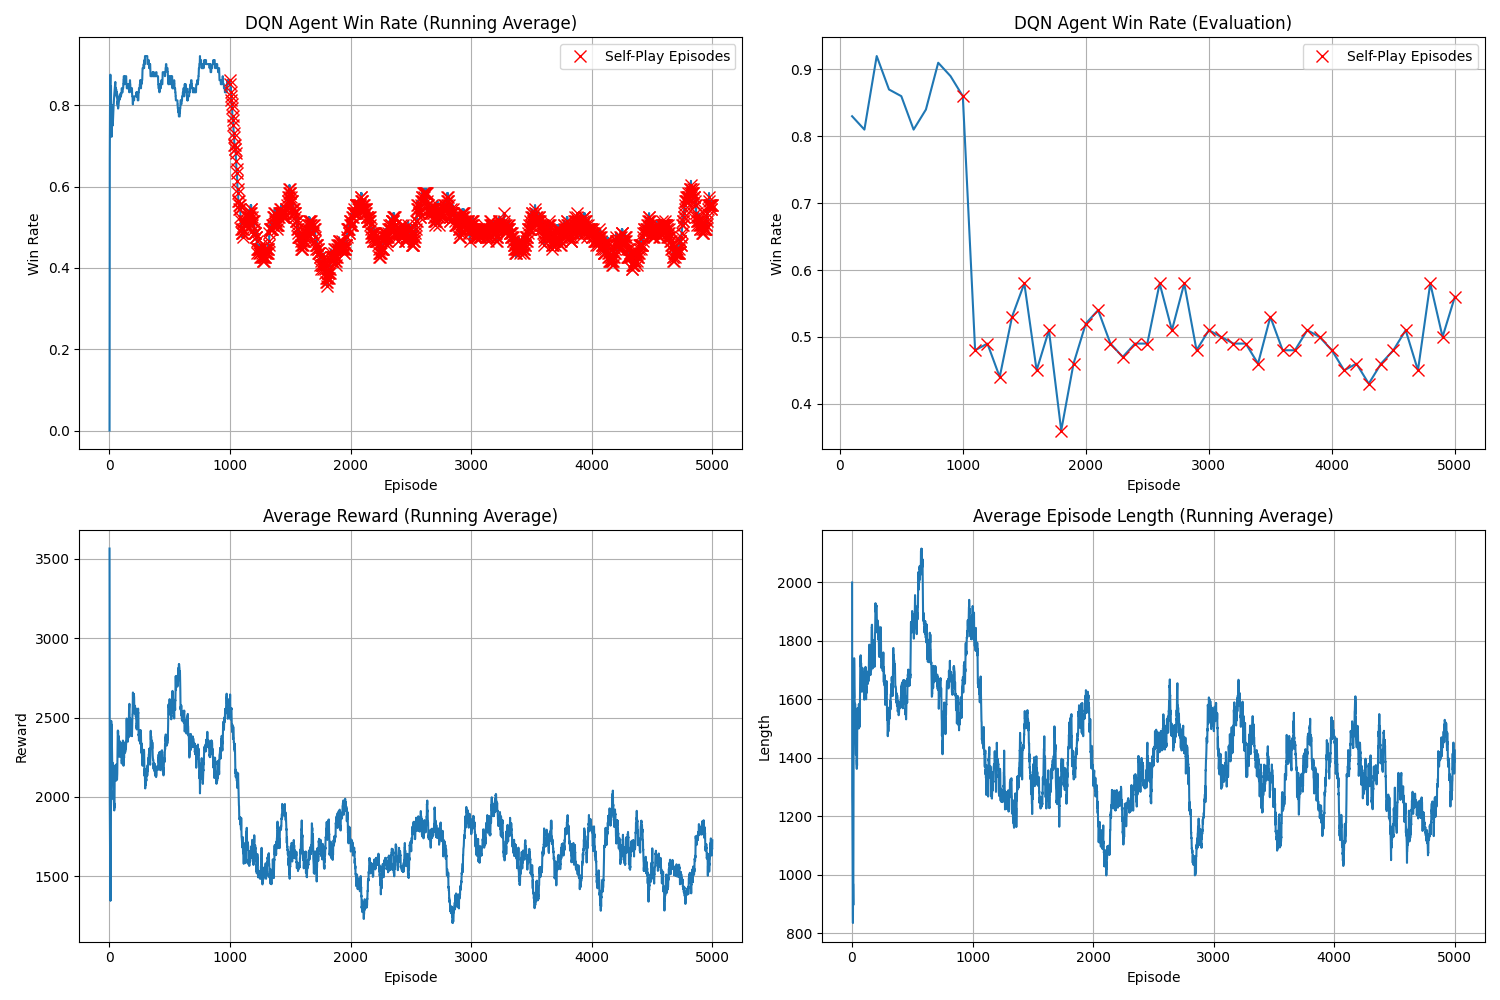 DQN Agent Win Rate (Running Average)
Win Rate
0.8
0.6
0.4
0.2
0.0
Self-Play Episodes
0 1000 2000 3000 4000 5000
Episode
DQN Agent Win Rate (Evaluation)
Win Rate
0.9
0.8
0.7
0.6
0.5
0.4
Self-Play Episodes
0 1000 2000 3000 4000 5000
Episode
Average Reward (Running Average)
Reward
3500
3000
2500
2000
1500
0 1000 2000 3000 4000 5000
Episode
Average Episode Length (Running Average)
Length
2000
1800
1600
1400
1200
1000
800
0 1000 2000 3000 4000 5000
Episode